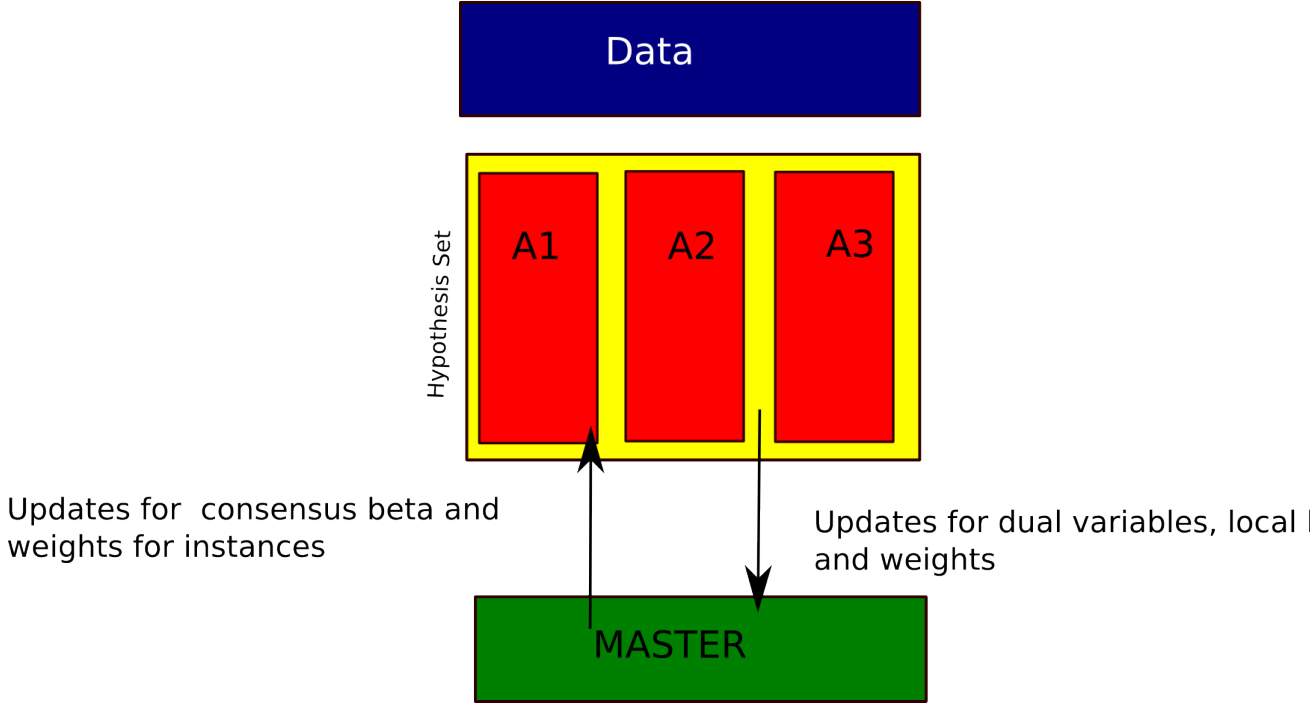 Data
Hypothesis Set
A1
A2
A3
Updates for  consensus beta and
weights for instances
Updates for dual variables, local
and weights
MASTER